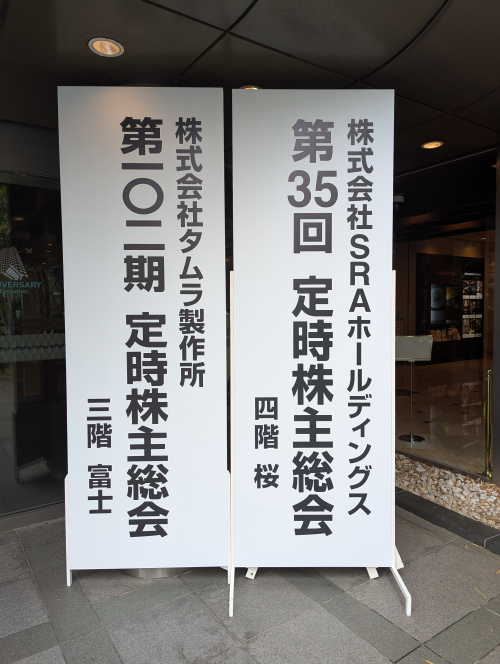 株式会社SRAホールディングス
第35回 定時株主総会
四階 桜
株式会社タムラ製作所
第一〇二期 定時株主総会
三階 富士